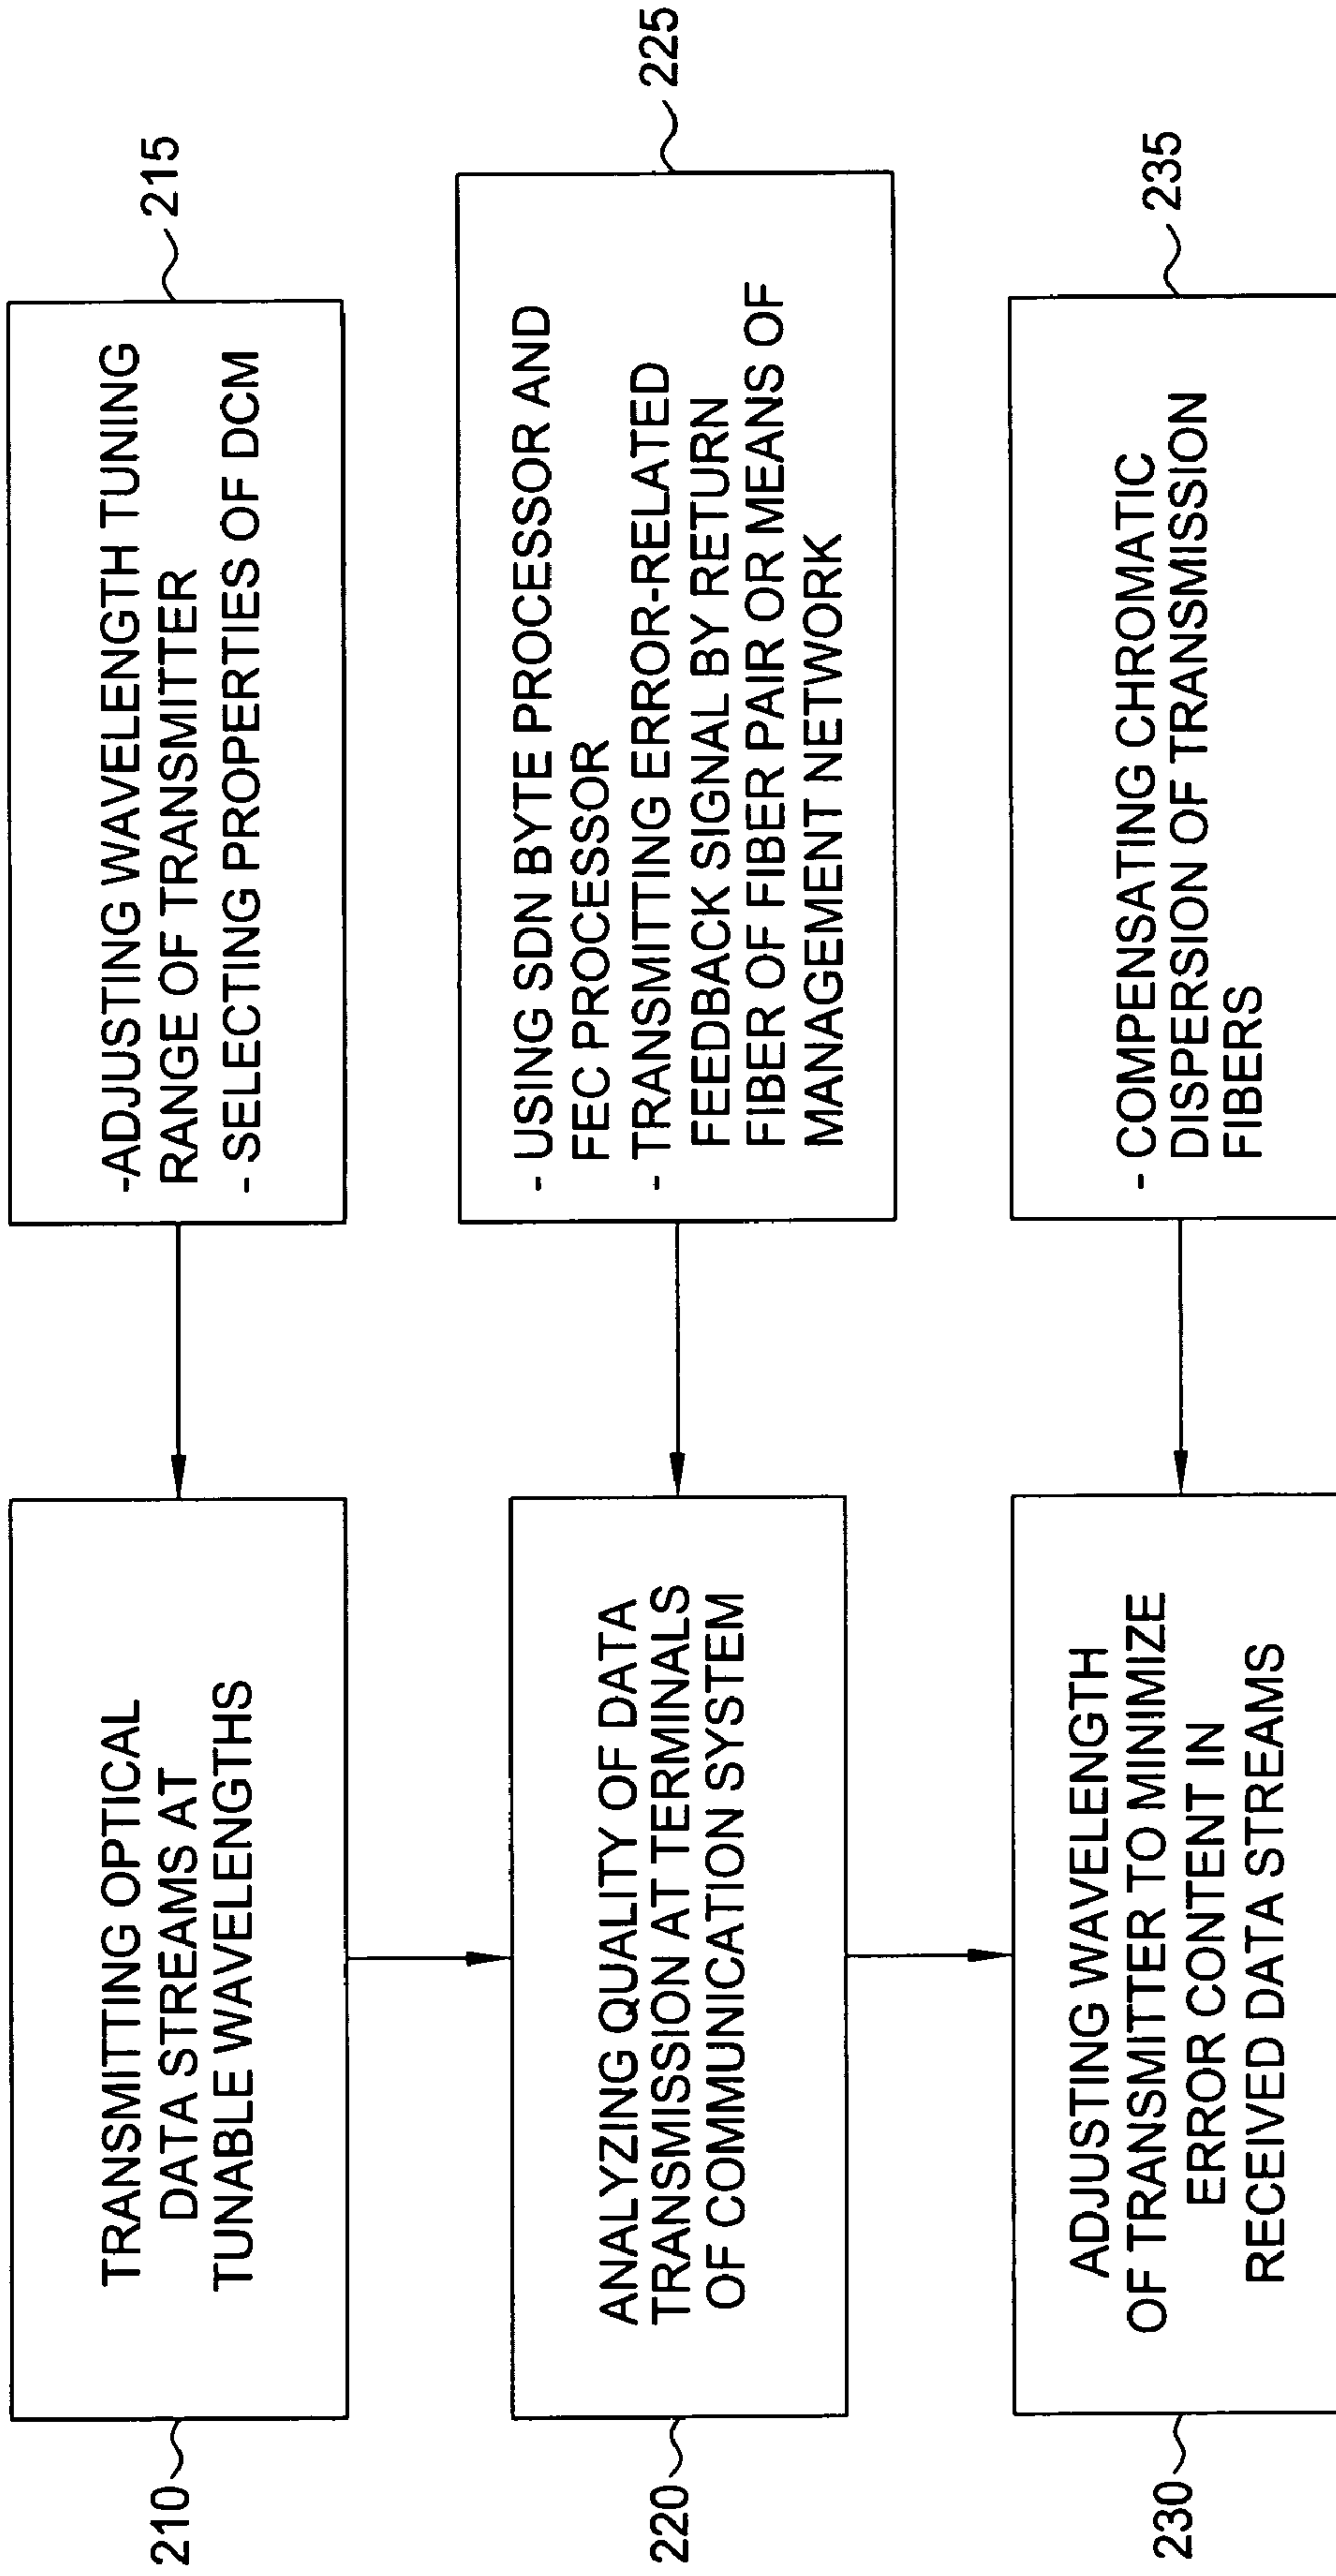 TRANSMITTING OPTICAL
DATA STREAMS AT
TUNABLE WAVELENGTHS
210
-ADJUSTING WAVELENGTH TUNING
RANGE OF TRANSMITTER
- SELECTING PROPERTIES OF DCM
215
ANALYZING QUALITY OF DATA
TRANSMISSION AT TERMINALS
OF COMMUNICATION SYSTEM
220
- USING SDN BYTE PROCESSOR AND
FEC PROCESSOR
- TRANSMITTING ERROR-RELATED
FEEDBACK SIGNAL BY RETURN
FIBER OF FIBER PAIR OR MEANS OF
MANAGEMENT NETWORK
225
ADJUSTING WAVELENGTH
OF TRANSMITTER TO MINIMIZE
ERROR CONTENT IN
RECEIVED DATA STREAMS
230
- COMPENSATING CHROMATIC
DISPERSION OF TRANSMISSION
FIBERS
235